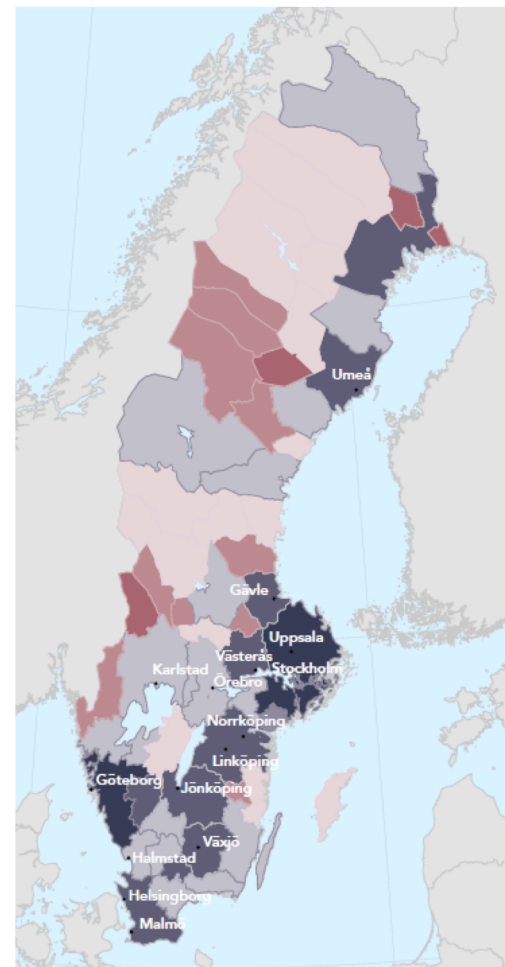 Umeå
Gävle
Uppsala
Västerås
Stockholm
Karlstad
Örebro
Norrköping
Linköping
Göteborg
Jönköping
Växjö
Halmstad
Helsingborg
Malmö